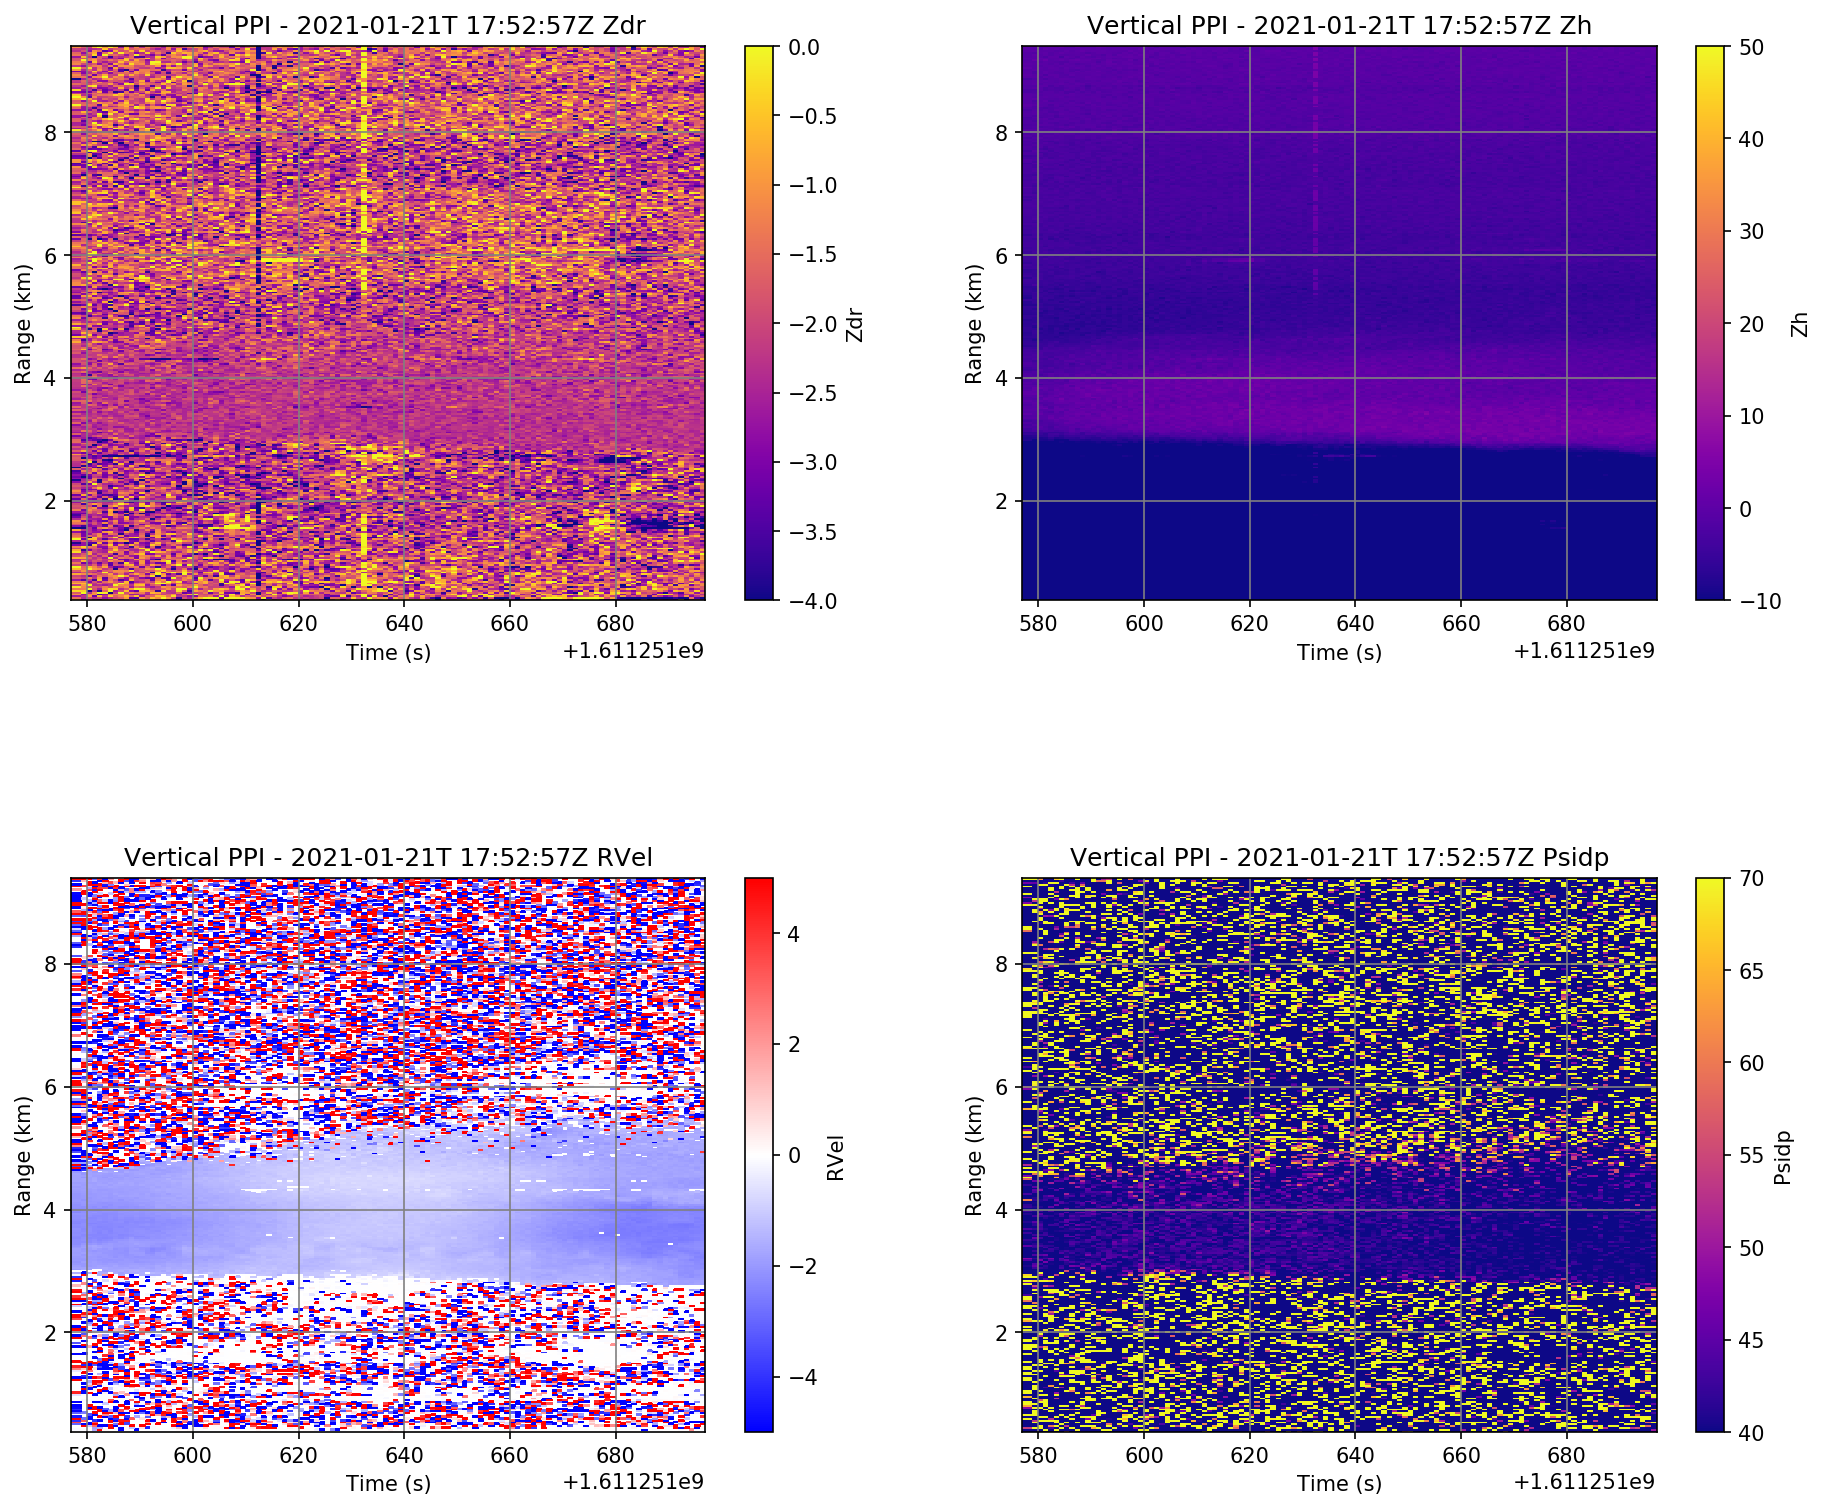 Vertical PPI - 2021-01-21T 17:52:57Z Zdr
Range (km)
8
6
4
2
580 600 620 640 660 680
Time (s)
+1.611251e9
0.0
−0.5
−1.0
−1.5
−2.0
−2.5
−3.0
−3.5
−4.0
Zdr
Vertical PPI - 2021-01-21T 17:52:57Z Zh
Range (km)
8
6
4
2
580 600 620 640 660 680
Time (s)
+1.611251e9
50
40
30
20
10
0
−10
Zh
Vertical PPI - 2021-01-21T 17:52:57Z RVel
Range (km)
8
6
4
2
580 600 620 640 660 680
Time (s)
+1.611251e9
4
2
0
−2
−4
RVel
Vertical PPI - 2021-01-21T 17:52:57Z Psidp
Range (km)
8
6
4
2
580 600 620 640 660 680
Time (s)
+1.611251e9
70
65
60
55
50
45
40
Psidp